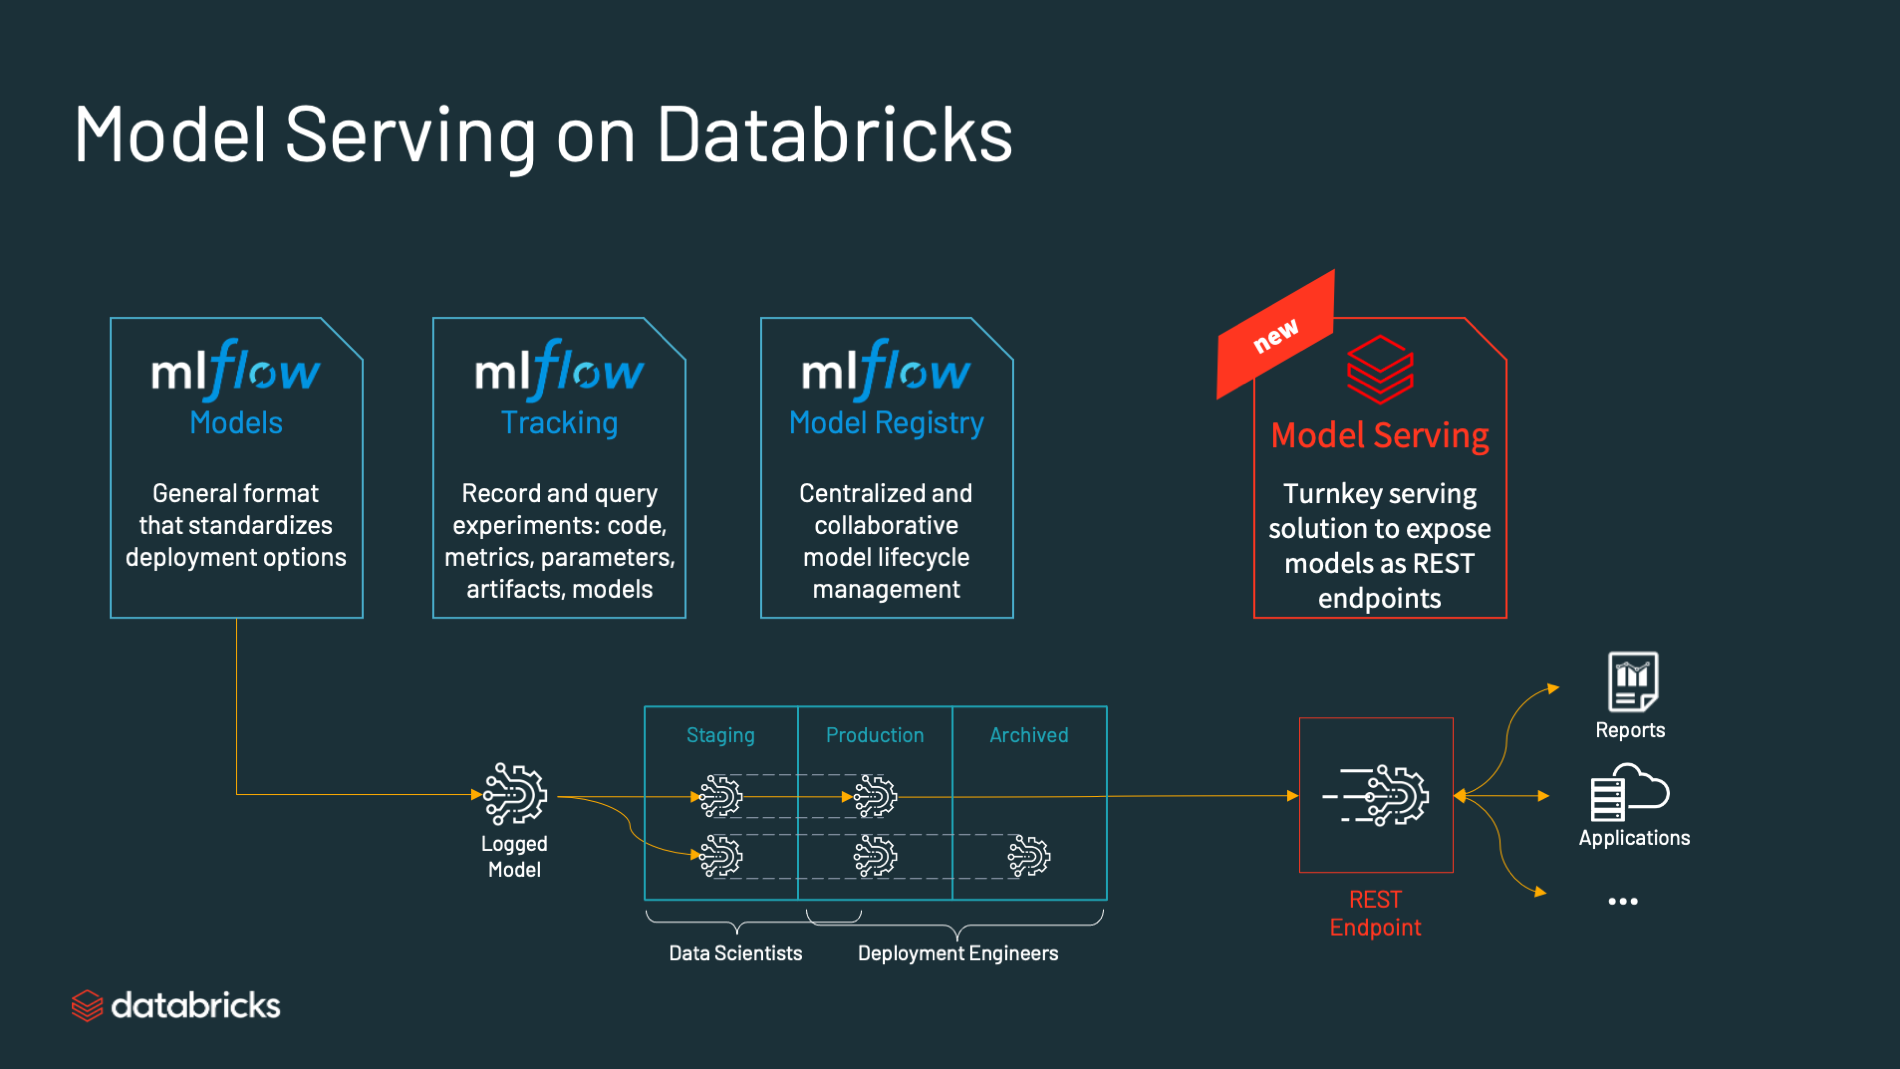 Model Serving on Databricks
mlflow
Models
General format
that standardizes
deployment options
mlflow
Tracking
Record and query
experiments: code,
metrics, parameters,
artifacts, models
mlflow
Model Registry
Centralized and
collaborative
model lifecycle
management
new
Model Serving
Turnkey serving
solution to expose
models as REST
endpoints
Logged
Model
Staging
Production
Archived
Data Scientists
Deployment Engineers
REST
Endpoint
Reports
Applications
...
databricks